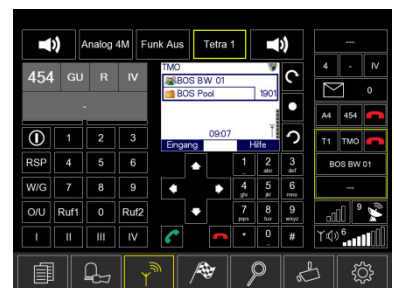 Analog 4M Funk Aus Tetra 1
---
454 GU R IV
-
TMO
BOS BW 01
BOS Pool 1901
09:07
Eingang Hilfe
4 - IV
0
A4 454
T1 TMO
BOS BW 01
---
9
6
1 2 3
RSP 4 5 6
W/G 7 8 9
O/U Ruf1 0 Ruf2
I II III IV
1 2 abc 3 def
4 ghi 5 jkl 6 mno
7 pqrs 8 tuv 9 wxyz
* 0 #